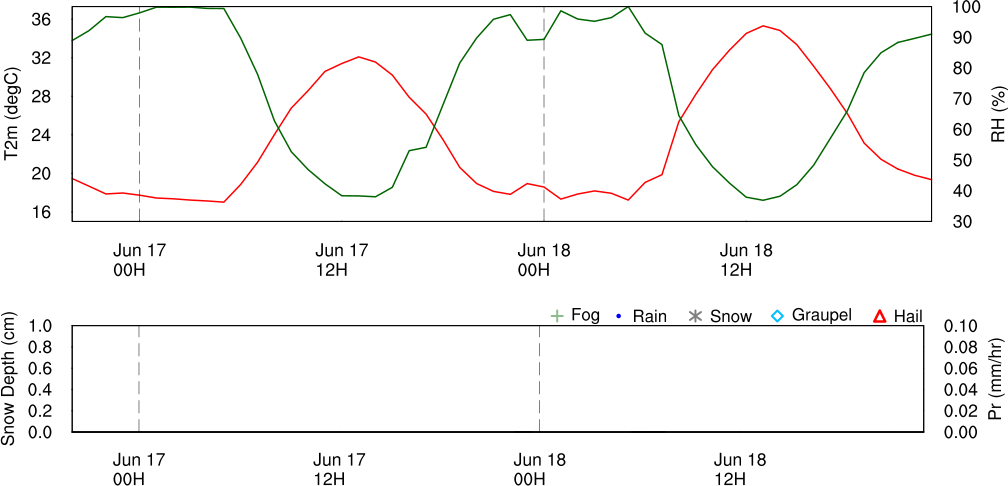 36
32
28
24
20
16
T2m (degC)
100
90
80
70
60
50
40
30
RH (%)
Jun 17 Jun 17 Jun 18 Jun 18
00H 12H 00H 12H
Fog Rain Snow Graupel Hail
1.0
0.8
0.6
0.4
0.2
0.0
Snow Depth (cm)
0.10
0.08
0.06
0.04
0.02
0.00
Pr (mm/hr)
Jun 17 Jun 17 Jun 18 Jun 18
00H 12H 00H 12H